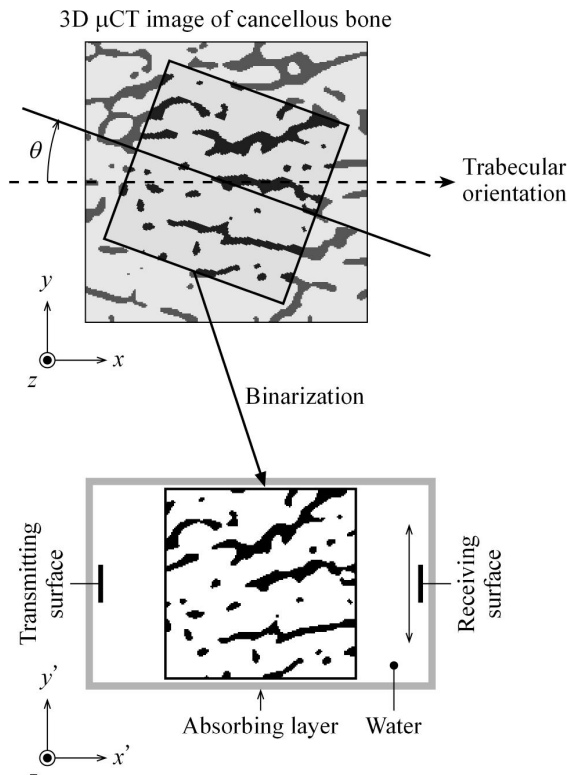 3D μCT image of cancellous bone
θ
Trabecular
orientation
y
x
z
Binarization
Transmitting
surface
Receiving
surface
y’
Absorbing layer
Water
x’